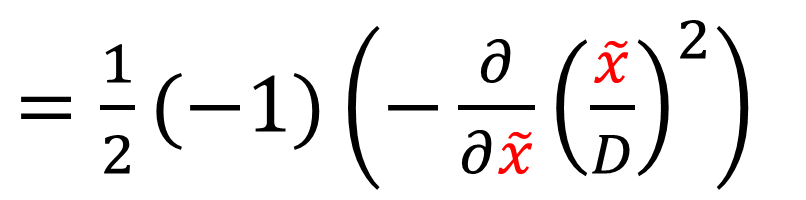 = 1/2 (−1) (− ∂/∂x̃ (x̃/D)²)